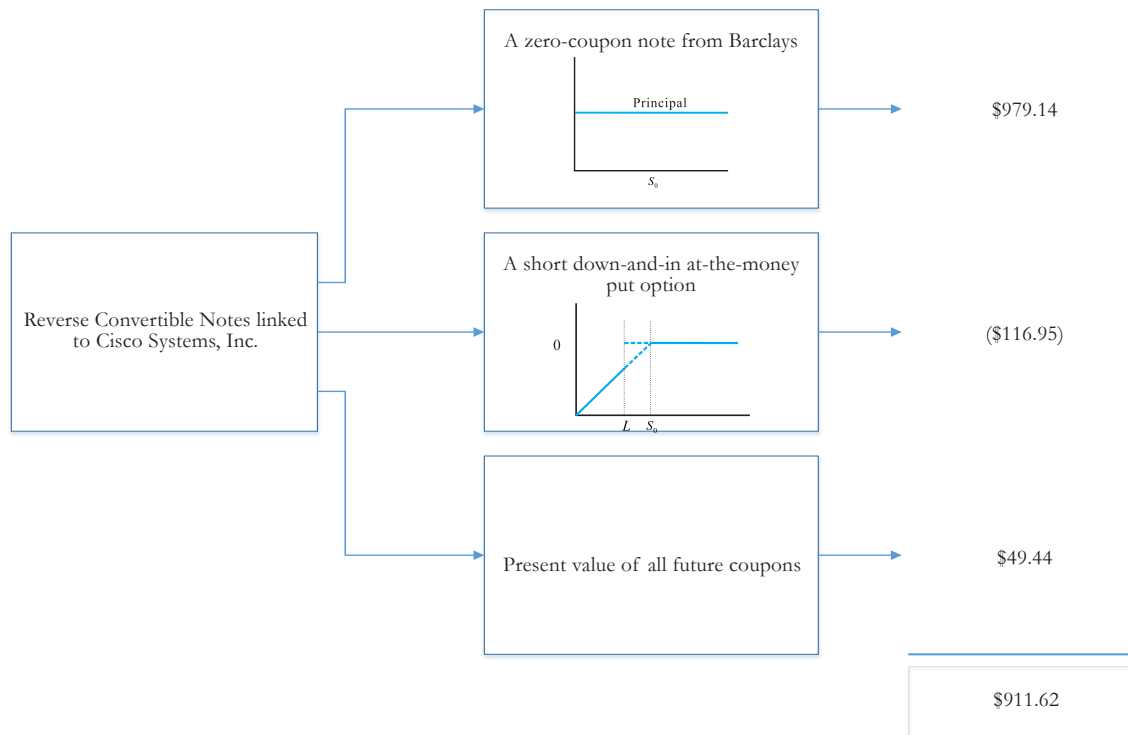 A zero-coupon note from Barclays
Principal
S₀
$979.14
Reverse Convertible Notes linked
to Cisco Systems, Inc.
A short down-and-in at-the-money
put option
0
L S₀
($116.95)
Present value of all future coupons
$49.44
$911.62